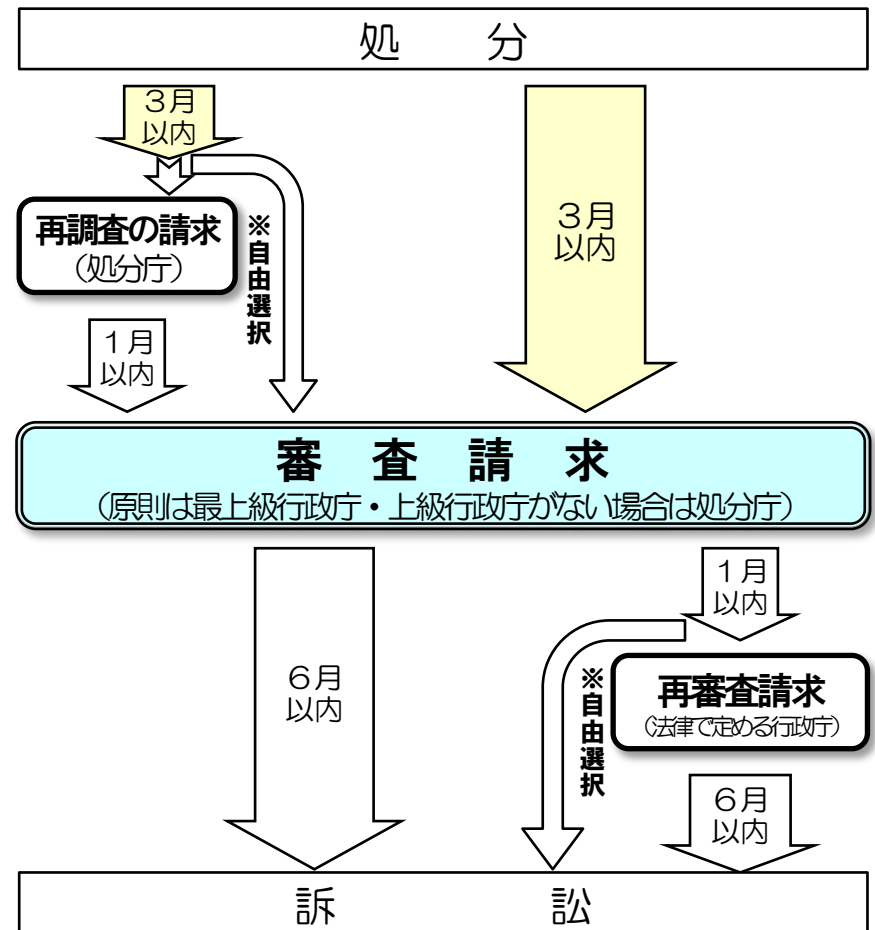 処　分
３月
以内
３月
以内
再調査の請求
（処分庁）
※自由選択
１月
以内
審　査　請　求
（原則は最上級行政庁・上級行政庁がない場合は処分庁）
６月
以内
１月
以内
※自由選択
再審査請求
（法律で定める行政庁）
６月
以内
訴　訟